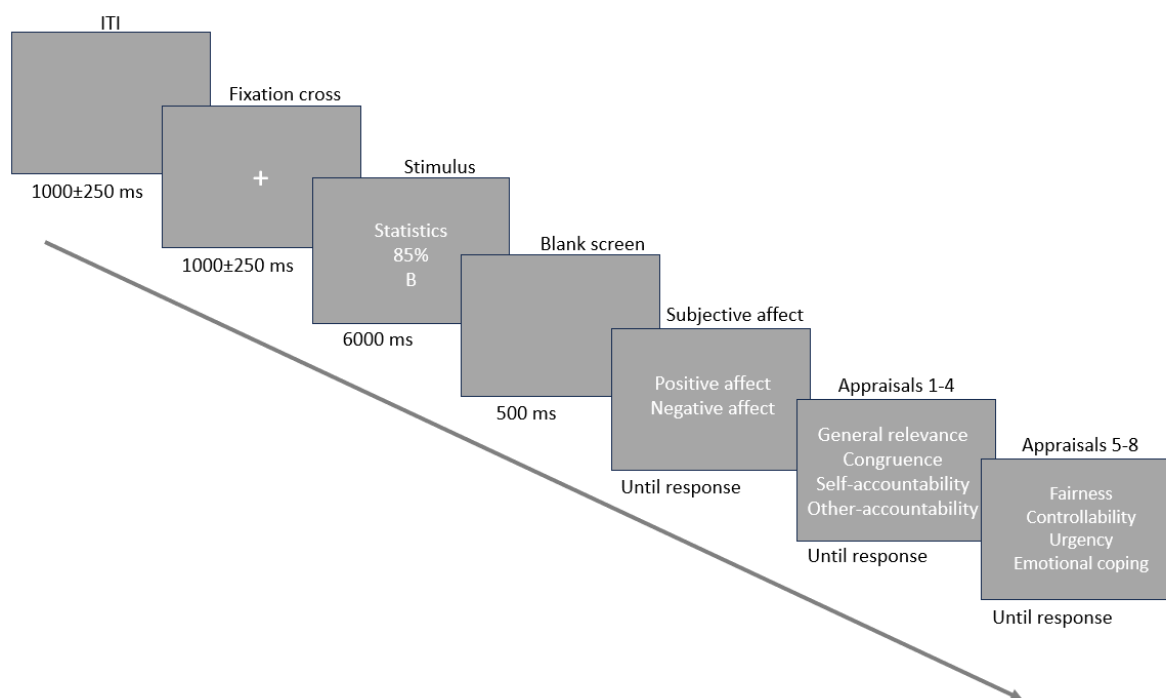 ITI
1000±250 ms
Fixation cross
+
1000±250 ms
Stimulus
Statistics
85%
B
6000 ms
Blank screen
500 ms
Subjective affect
Positive affect
Negative affect
Until response
Appraisals 1-4
General relevance
Congruence
Self-accountability
Other-accountability
Until response
Appraisals 5-8
Fairness
Controllability
Urgency
Emotional coping
Until response